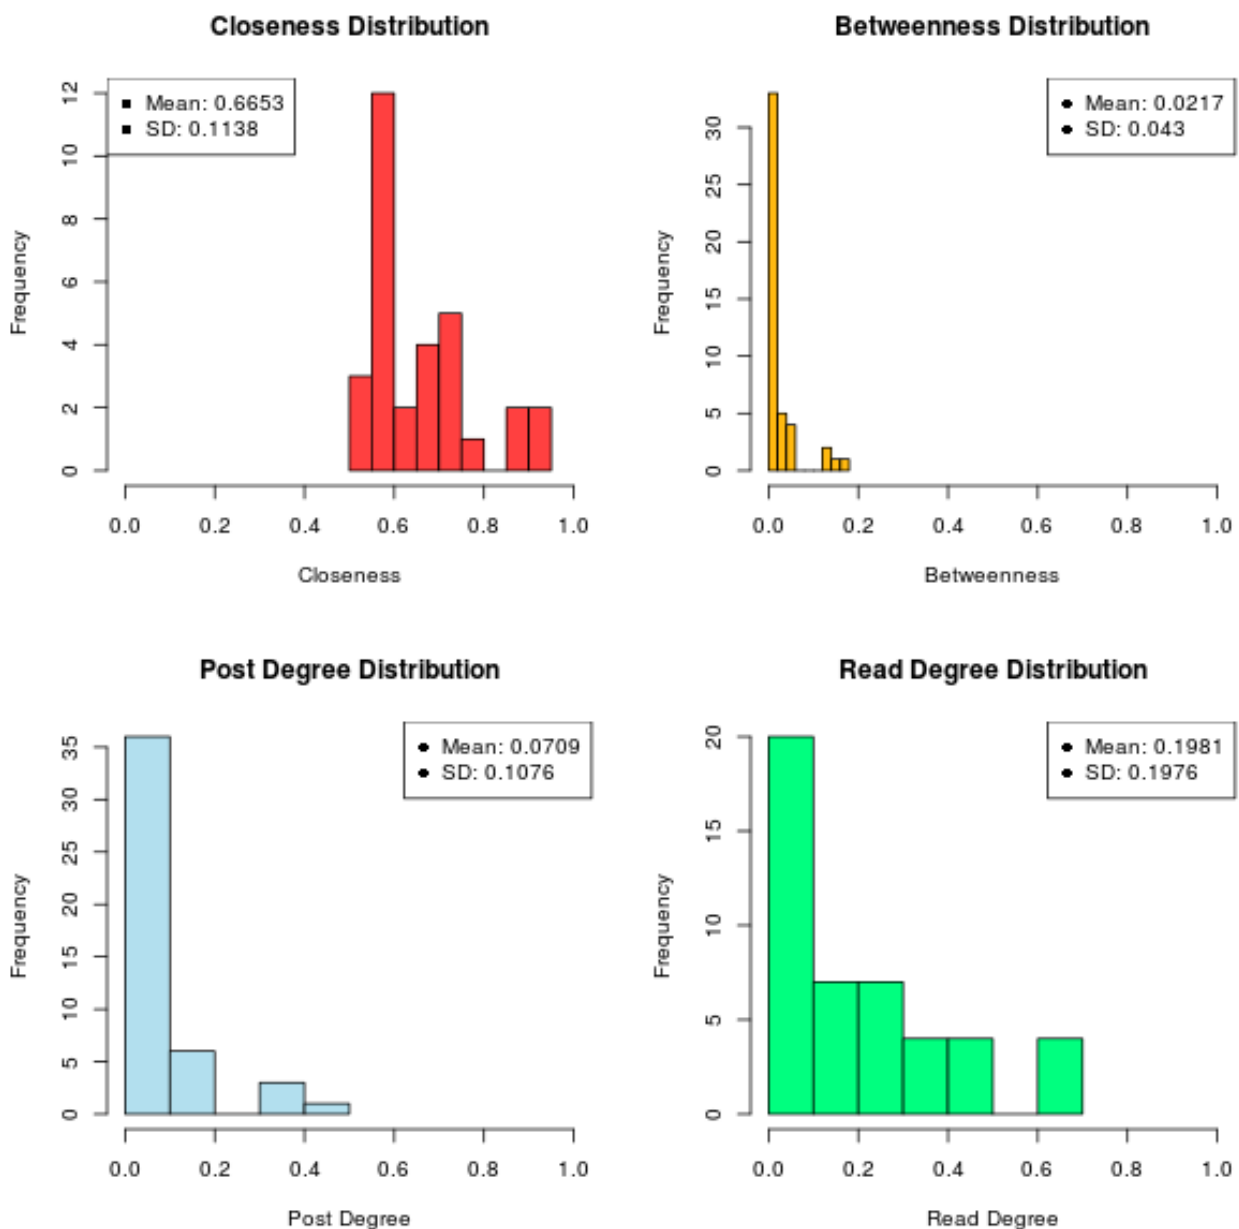 Closeness Distribution
Mean: 0.6653
SD: 0.1138
Frequency
0
2
4
6
8
10
12
0.0 0.2 0.4 0.6 0.8 1.0
Closeness
Betweenness Distribution
Mean: 0.0217
SD: 0.043
Frequency
0
5
10
15
20
25
30
0.0 0.2 0.4 0.6 0.8 1.0
Betweenness
Post Degree Distribution
Mean: 0.0709
SD: 0.1076
Frequency
0
5
10
15
20
25
30
35
0.0 0.2 0.4 0.6 0.8 1.0
Post Degree
Read Degree Distribution
Mean: 0.1981
SD: 0.1976
Frequency
0
5
10
15
20
0.0 0.2 0.4 0.6 0.8 1.0
Read Degree